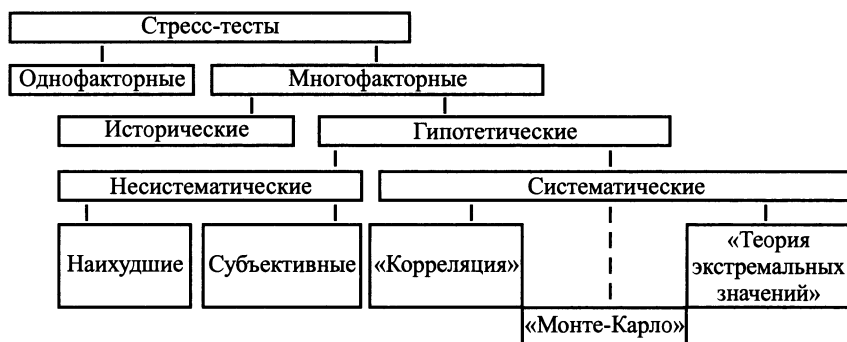 Стресс-тесты
Однофакторные
Многофакторные
Исторические
Гипотетические
Несистематические
Систематические
Наихудшие
Субъективные
«Корреляция»
«Теория
экстремальных
значений»
«Монте-Карло»